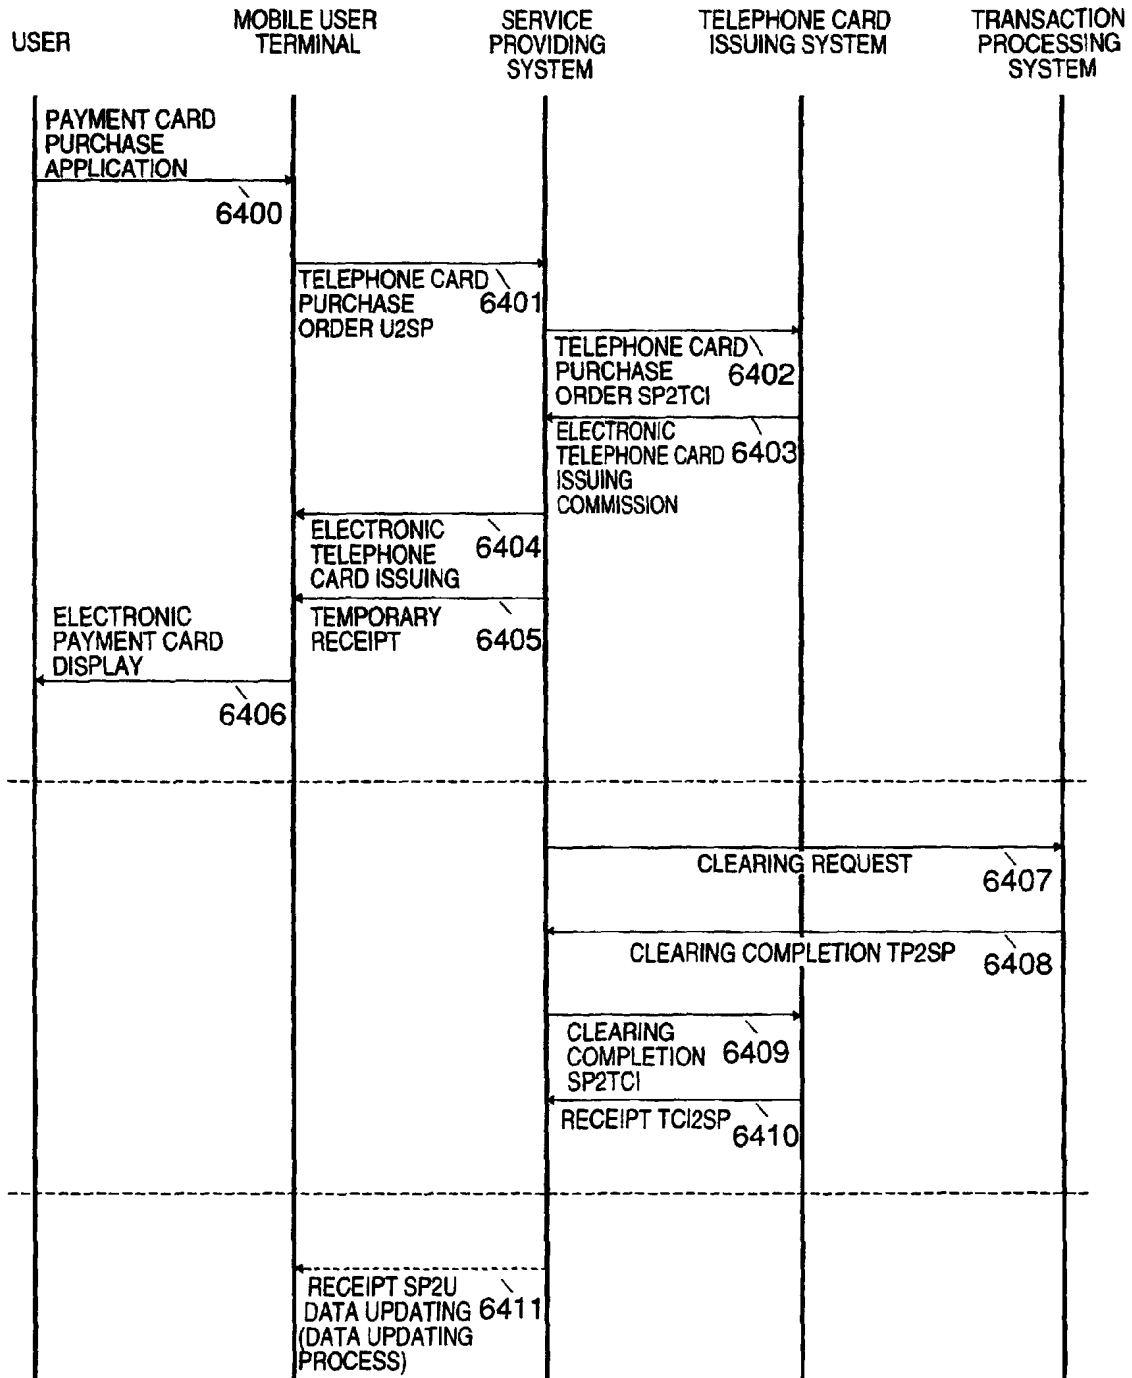 USER
MOBILE USER
TERMINAL
SERVICE
PROVIDING
SYSTEM
TELEPHONE CARD
ISSUING SYSTEM
TRANSACTION
PROCESSING
SYSTEM
PAYMENT CARD
PURCHASE
APPLICATION
6400
TELEPHONE CARD
PURCHASE
ORDER U2SP
6401
TELEPHONE CARD
PURCHASE
ORDER SP2TCI
6402
ELECTRONIC
TELEPHONE CARD
ISSUING
COMMISSION
6403
ELECTRONIC
TELEPHONE
CARD ISSUING
6404
TEMPORARY
RECEIPT
6405
ELECTRONIC
PAYMENT CARD
DISPLAY
6406
CLEARING REQUEST
6407
CLEARING COMPLETION TP2SP
6408
CLEARING
COMPLETION
SP2TCI
6409
RECEIPT TCI2SP
6410
RECEIPT SP2U
DATA UPDATING
(DATA UPDATING
PROCESS)
6411